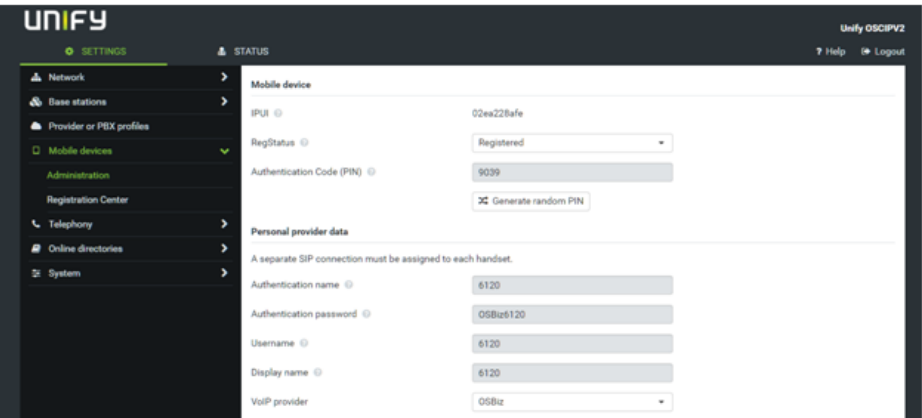 UNIFY
Unify OSCIPV2
SETTINGS
STATUS
? Help
Logout
Network
Base stations
Provider or PBX profiles
Mobile devices
Administration
Registration Center
Telephony
Online directories
System
Mobile device
IPUI
02ea228afe
RegStatus
Registered
Authentication Code (PIN)
9039
Generate random PIN
Personal provider data
A separate SIP connection must be assigned to each handset.
Authentication name
6120
Authentication password
OSBiz6120
Username
6120
Display name
6120
VoIP provider
OSBiz